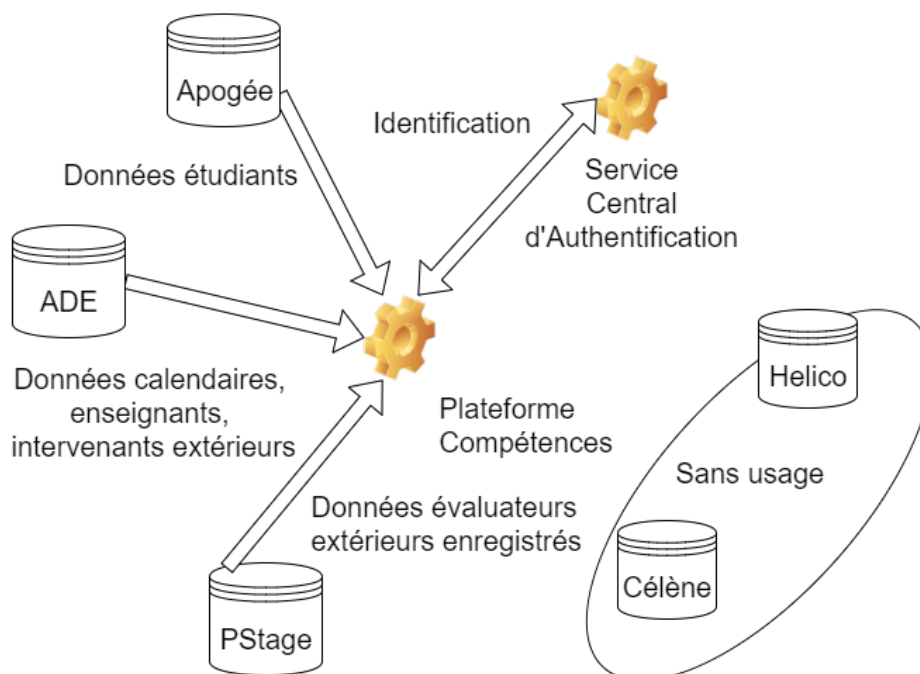 Apogée
Identification
Données étudiants
Service
Central
d'Authentification
ADE
Données calendaires,
enseignants,
intervenants extérieurs
Plateforme
Compétences
Helico
Sans usage
Données évaluateurs
extérieurs enregistrés
Célène
PStage